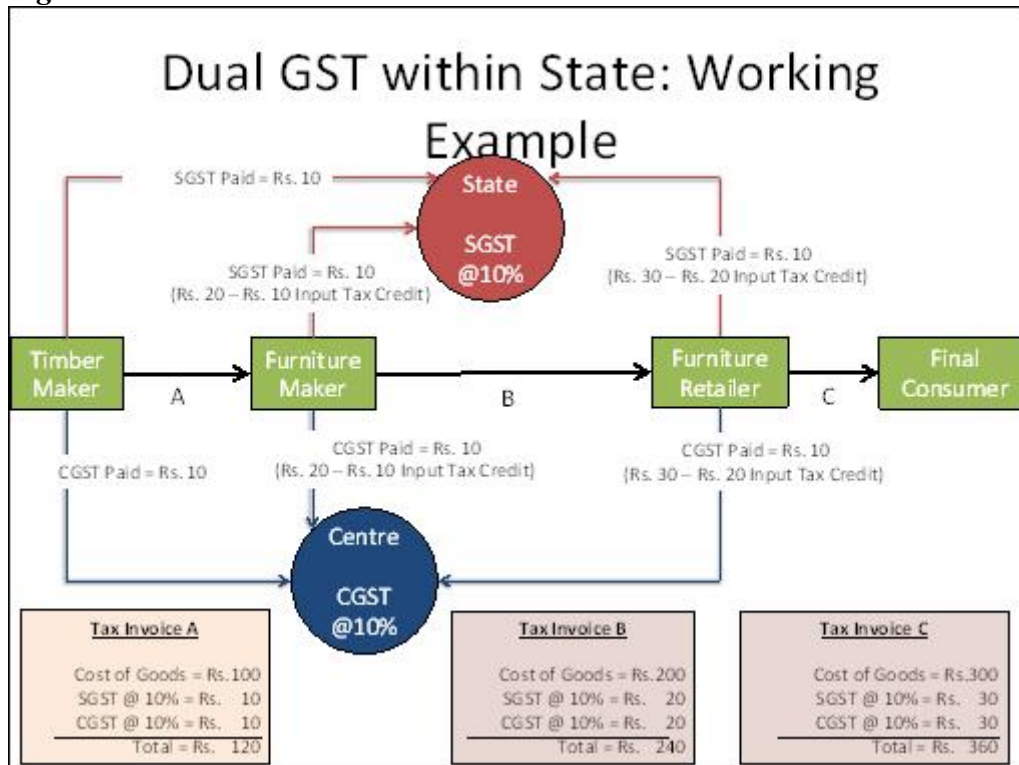 Dual GST within State: Working
Example
SGST Paid = Rs. 10
State
SGST
@10%
SGST Paid = Rs. 10
(Rs. 20 – Rs. 10 Input Tax Credit)
SGST Paid = Rs. 10
(Rs. 30 – Rs. 20 Input Tax Credit)
Timber
Maker
A
Furniture
Maker
B
Furniture
Retailer
C
Final
Consumer
CGST Paid = Rs. 10
CGST Paid = Rs. 10
(Rs. 20 – Rs. 10 Input Tax Credit)
CGST Paid = Rs. 10
(Rs. 30 – Rs. 20 Input Tax Credit)
Centre
CGST
@10%
Tax Invoice A
Cost of Goods = Rs.100
SGST @ 10% = Rs. 10
CGST @ 10% = Rs. 10
Total = Rs. 120
Tax Invoice B
Cost of Goods = Rs.200
SGST @ 10% = Rs. 20
CGST @ 10% = Rs. 20
Total = Rs. 240
Tax Invoice C
Cost of Goods = Rs.300
SGST @ 10% = Rs. 30
CGST @ 10% = Rs. 30
Total = Rs. 360